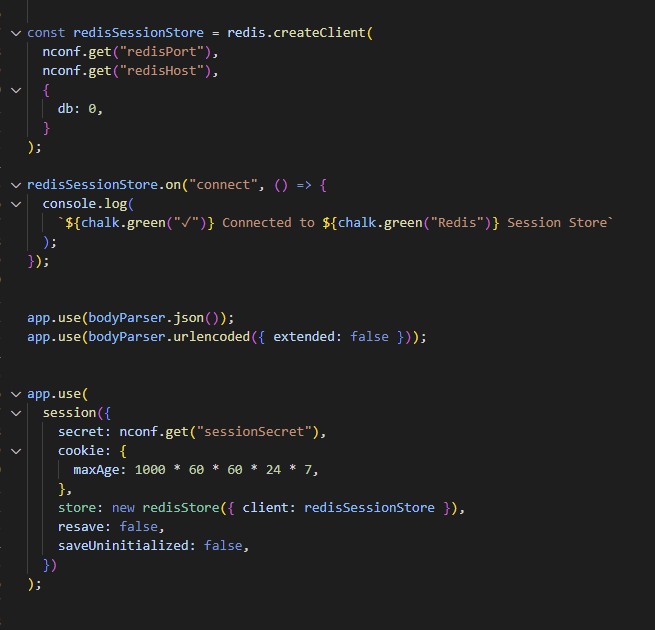 const redisSessionStore = redis.createClient(
  nconf.get("redisPort"),
  nconf.get("redisHost"),
  {
    db: 0,
  }
);
redisSessionStore.on("connect", () => {
  console.log(
    `${chalk.green("✓")} Connected to ${chalk.green("Redis")} Session Store`
  );
});
app.use(bodyParser.json());
app.use(bodyParser.urlencoded({ extended: false }));
app.use(
  session({
    secret: nconf.get("sessionSecret"),
    cookie: {
      maxAge: 1000 * 60 * 60 * 24 * 7,
    },
    store: new redisStore({ client: redisSessionStore }),
    resave: false,
    saveUninitialized: false,
  })
);